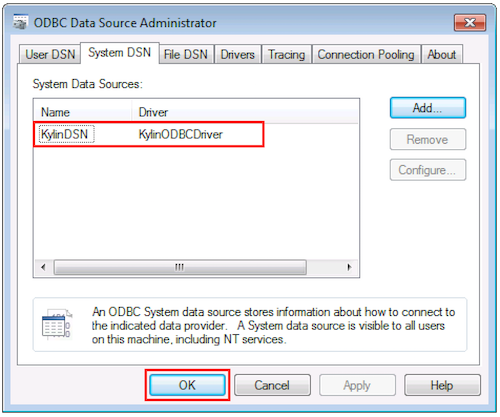 ODBC Data Source Administrator
User DSN System DSN File DSN Drivers Tracing Connection Pooling About
System Data Sources:
Name Driver
KylinDSN KylinODBCDriver
Add...
Remove
Configure...
An ODBC System data source stores information about how to connect to
the indicated data provider. A System data source is visible to all users
on this machine, including NT services.
OK Cancel Apply Help